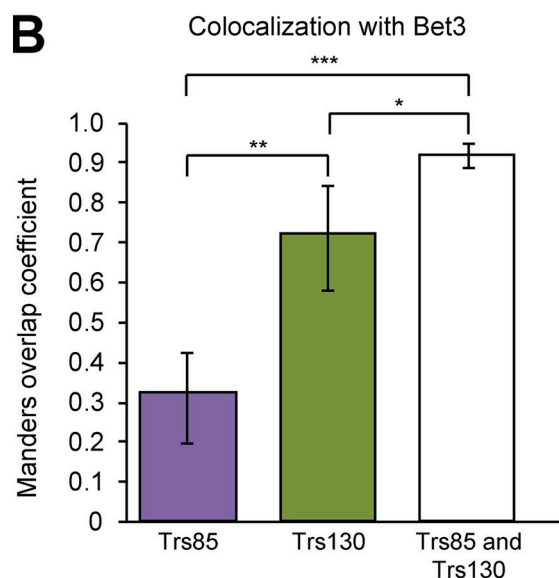 B
Colocalization with Bet3
***
*
**
Manders overlap coefficient
1.0
0.9
0.8
0.7
0.6
0.5
0.4
0.3
0.2
0.1
0
Trs85
Trs130
Trs85 and
Trs130